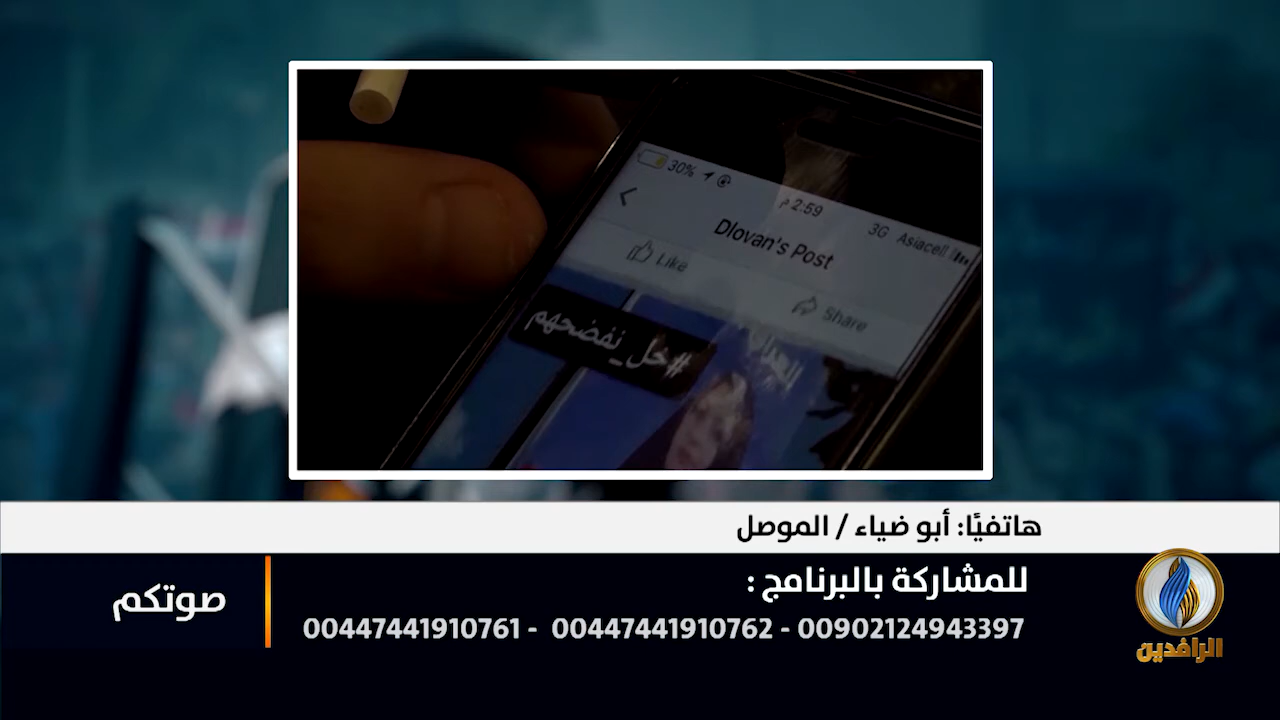 30%
2:59 م
3G Asiacell
Dlovan's Post
Like
Share
#خل_نفضحهم
هاتفيًا: أبو ضياء / الموصل
للمشاركة بالبرنامج :
00447441910761 - 00447441910762 - 00902124943397
صوتكم
الرافدين